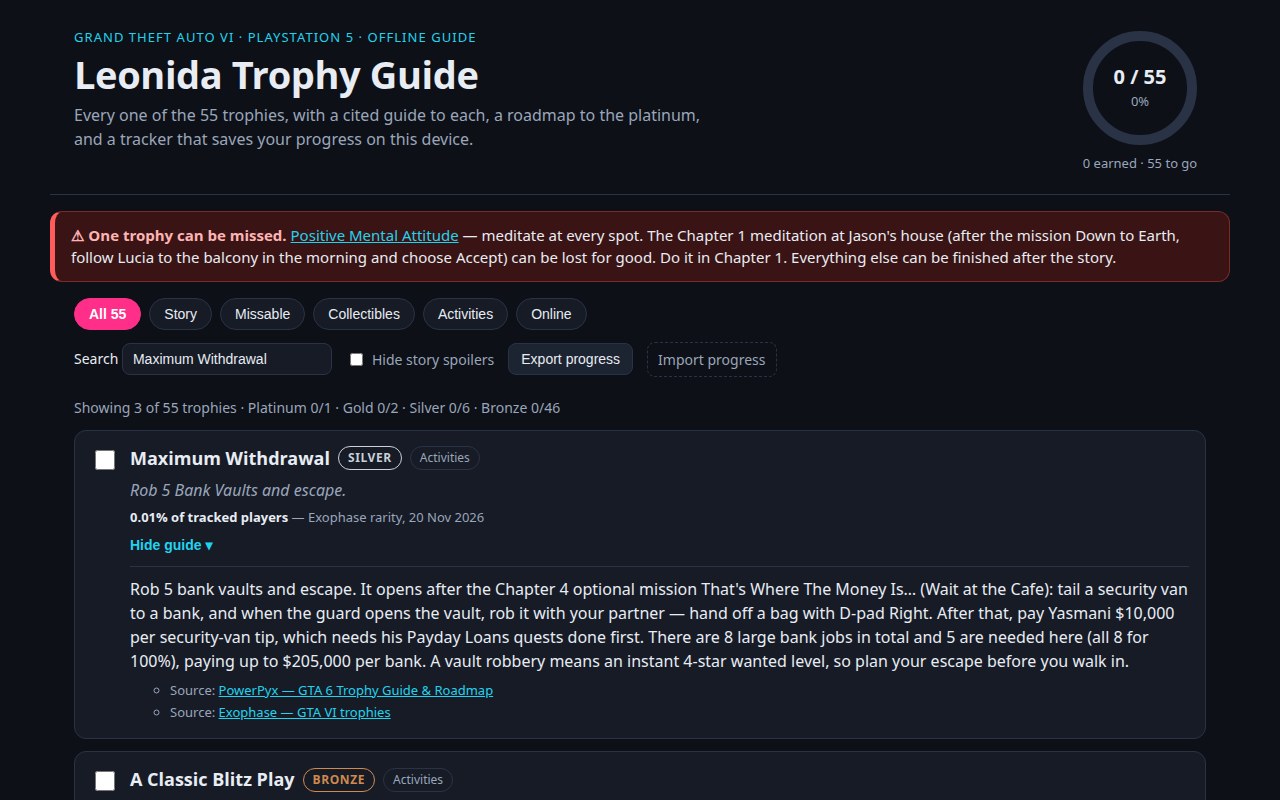 GRAND THEFT AUTO VI · PLAYSTATION 5 · OFFLINE GUIDE
Leonida Trophy Guide
Every one of the 55 trophies, with a cited guide to each, a roadmap to the platinum,
and a tracker that saves your progress on this device.
0 / 55
0%
0 earned · 55 to go
⚠ One trophy can be missed. Positive Mental Attitude — meditate at every spot. The Chapter 1 meditation at Jason's house (after the mission Down to Earth,
follow Lucia to the balcony in the morning and choose Accept) can be lost for good. Do it in Chapter 1. Everything else can be finished after the story.
All 55
Story
Missable
Collectibles
Activities
Online
Search
Maximum Withdrawal
Hide story spoilers
Export progress
Import progress
Showing 3 of 55 trophies · Platinum 0/1 · Gold 0/2 · Silver 0/6 · Bronze 0/46
Maximum Withdrawal
SILVER
Activities
Rob 5 Bank Vaults and escape.
0.01% of tracked players — Exophase rarity, 20 Nov 2026
Hide guide ▾
Rob 5 bank vaults and escape. It opens after the Chapter 4 optional mission That's Where The Money Is... (Wait at the Cafe): tail a security van
to a bank, and when the guard opens the vault, rob it with your partner — hand off a bag with D-pad Right. After that, pay Yasmani $10,000
per security-van tip, which needs his Payday Loans quests done first. There are 8 large bank jobs in total and 5 are needed here (all 8 for
100%), paying up to $205,000 per bank. A vault robbery means an instant 4-star wanted level, so plan your escape before you walk in.
Source: PowerPyx — GTA 6 Trophy Guide & Roadmap
Source: Exophase — GTA VI trophies
A Classic Blitz Play
BRONZE
Activities